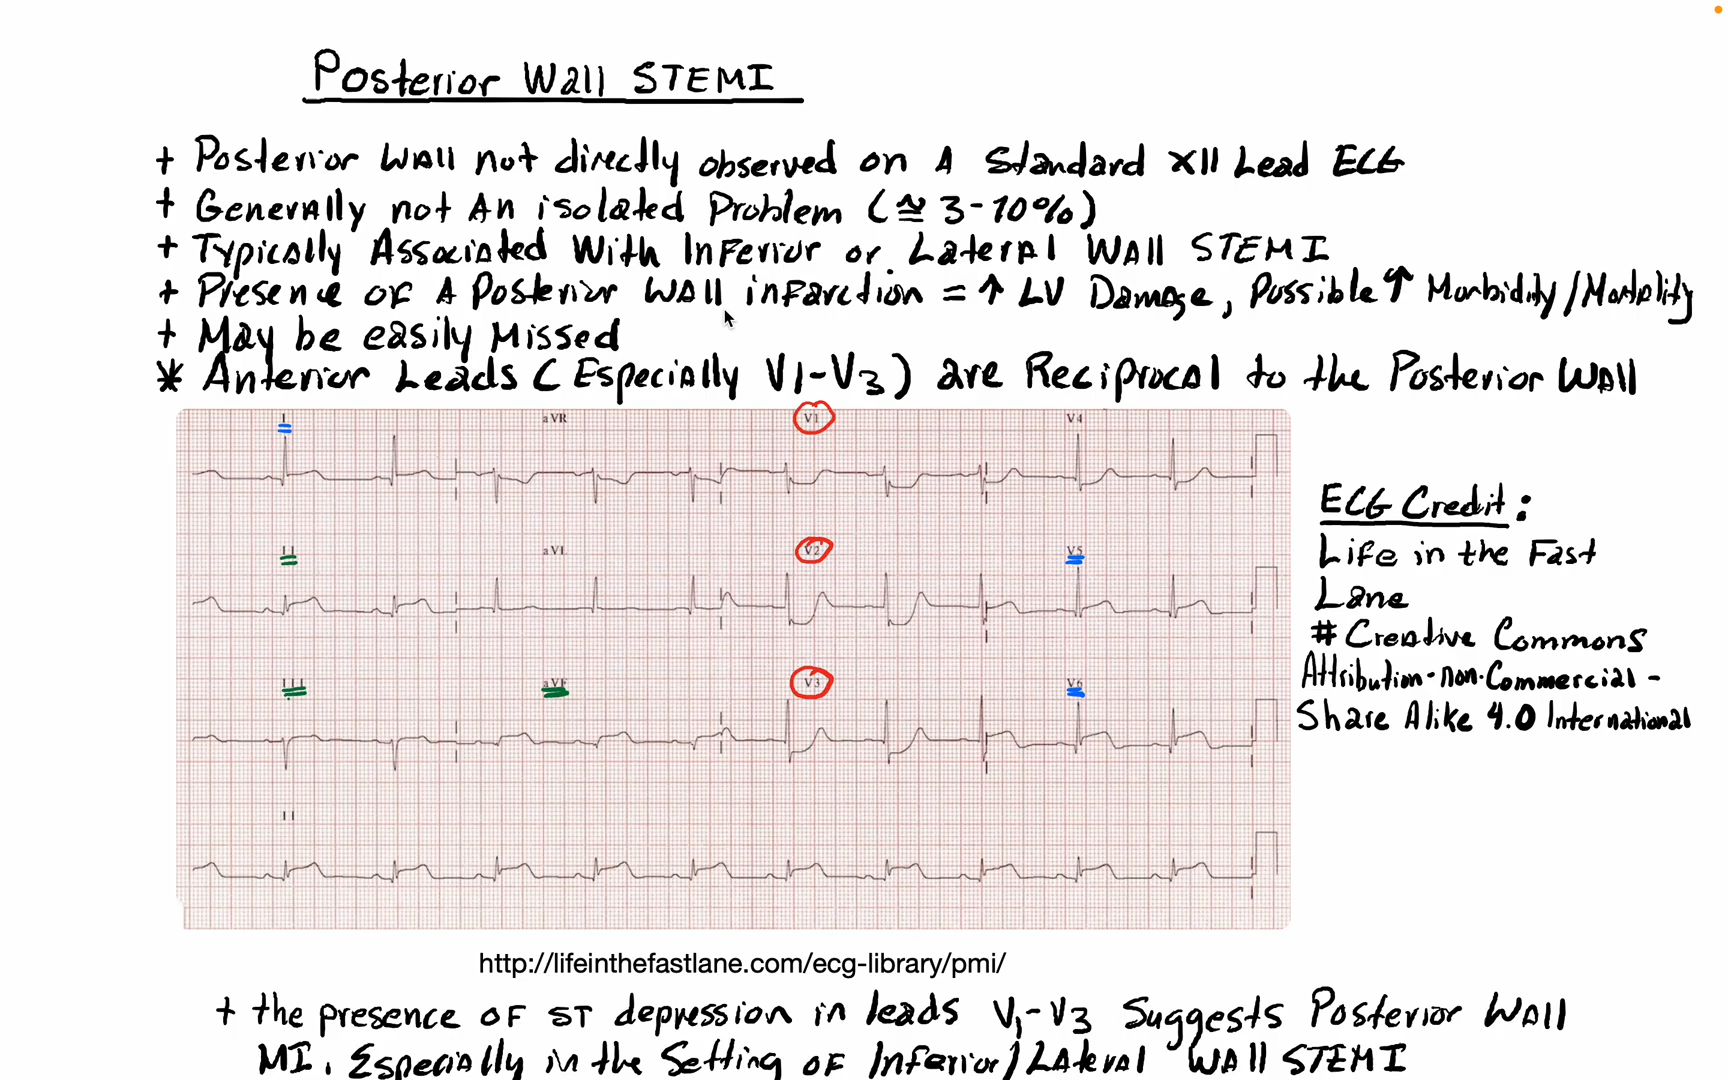 Posterior Wall STEMI
+ Posterior Wall not directly observed on A Standard XII Lead ECG
+ Generally not An isolated Problem (≅ 3-10%)
+ Typically Associated With Inferior or Lateral Wall STEMI
+ Presence of A Posterior Wall infarction = ↑ LV Damage, Possible ↑ Morbidity/Mortality
+ May be easily Missed
* Anterior Leads (Especially V1-V3) are Reciprocal to the Posterior Wall
I aVR V1 V4
II aVL V2 V5
III aVF V3 V6
II
ECG Credit:
Life in the Fast
Lane
# Creative Commons
Attribution-non-Commercial-
Share Alike 4.0 International
http://lifeinthefastlane.com/ecg-library/pmi/
+ the presence of ST depression in leads V1-V3 Suggests Posterior Wall
MI. Especially in the Setting of Inferior/Lateral Wall STEMI